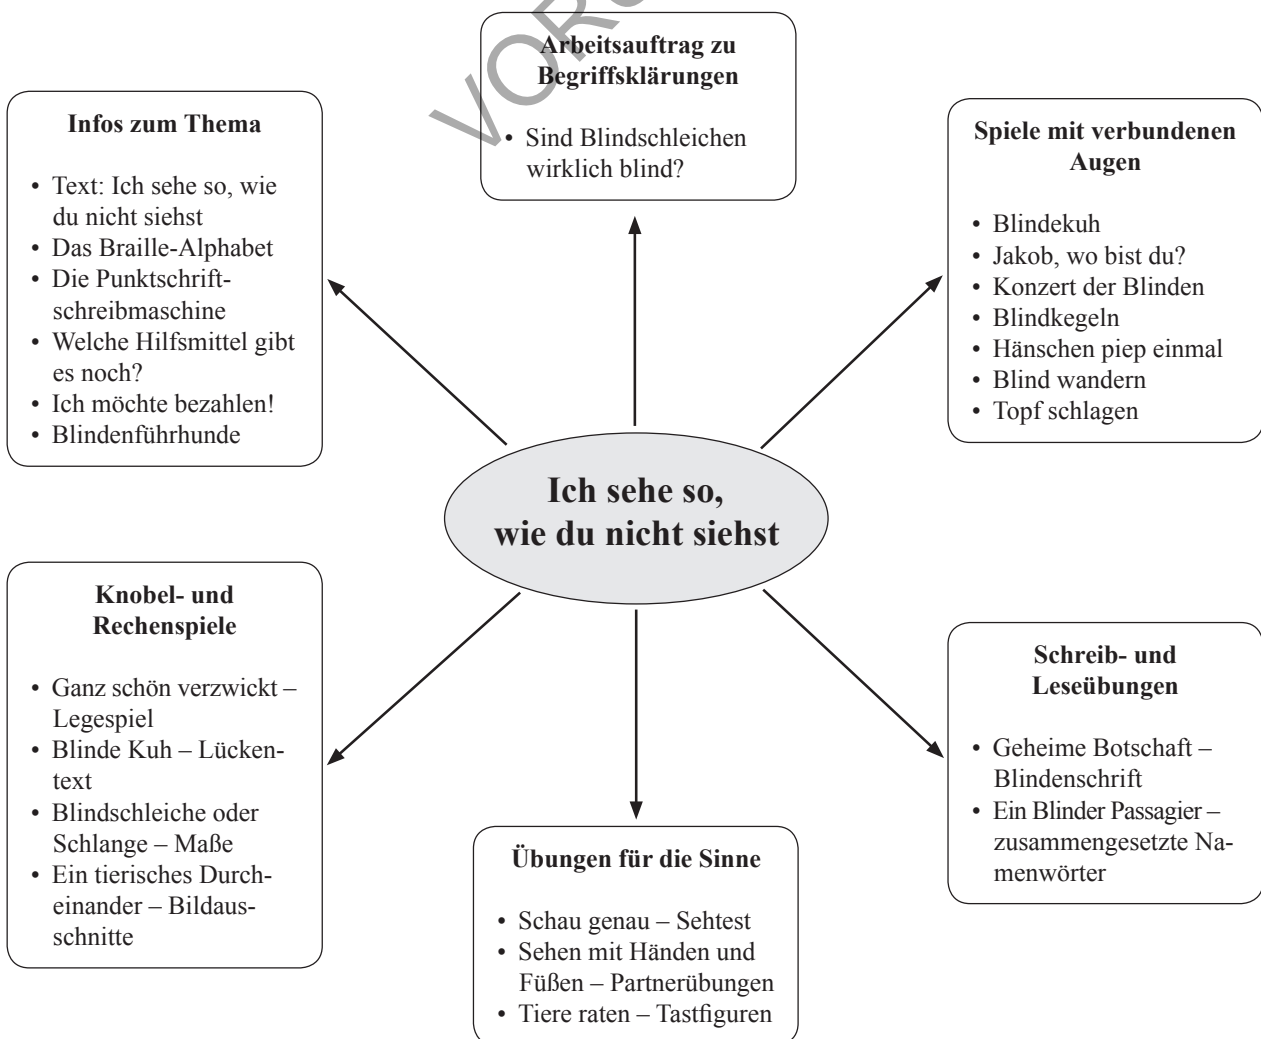 Arbeitsauftrag zu
Begriffsklärungen
• Sind Blindschleichen
wirklich blind?
Infos zum Thema
• Text: Ich sehe so, wie
du nicht siehst
• Das Braille-Alphabet
• Die Punktschrift-
schreibmaschine
• Welche Hilfsmittel gibt
es noch?
• Ich möchte bezahlen!
• Blindenführhunde
Spiele mit verbundenen
Augen
• Blindekuh
• Jakob, wo bist du?
• Konzert der Blinden
• Blindkegeln
• Hänschen piep einmal
• Blind wandern
• Topf schlagen
Ich sehe so,
wie du nicht siehst
Knobel- und
Rechenspiele
• Ganz schön verzwickt –
Legespiel
• Blinde Kuh – Lücken-
text
• Blindschleiche oder
Schlange – Maße
• Ein tierisches Durch-
einander – Bildaus-
schnitte
Übungen für die Sinne
• Schau genau – Sehtest
• Sehen mit Händen und
Füßen – Partnerübungen
• Tiere raten – Tastfiguren
Schreib- und
Leseübungen
• Geheime Botschaft –
Blindenschrift
• Ein Blinder Passagier –
zusammengesetzte Na-
menwörter